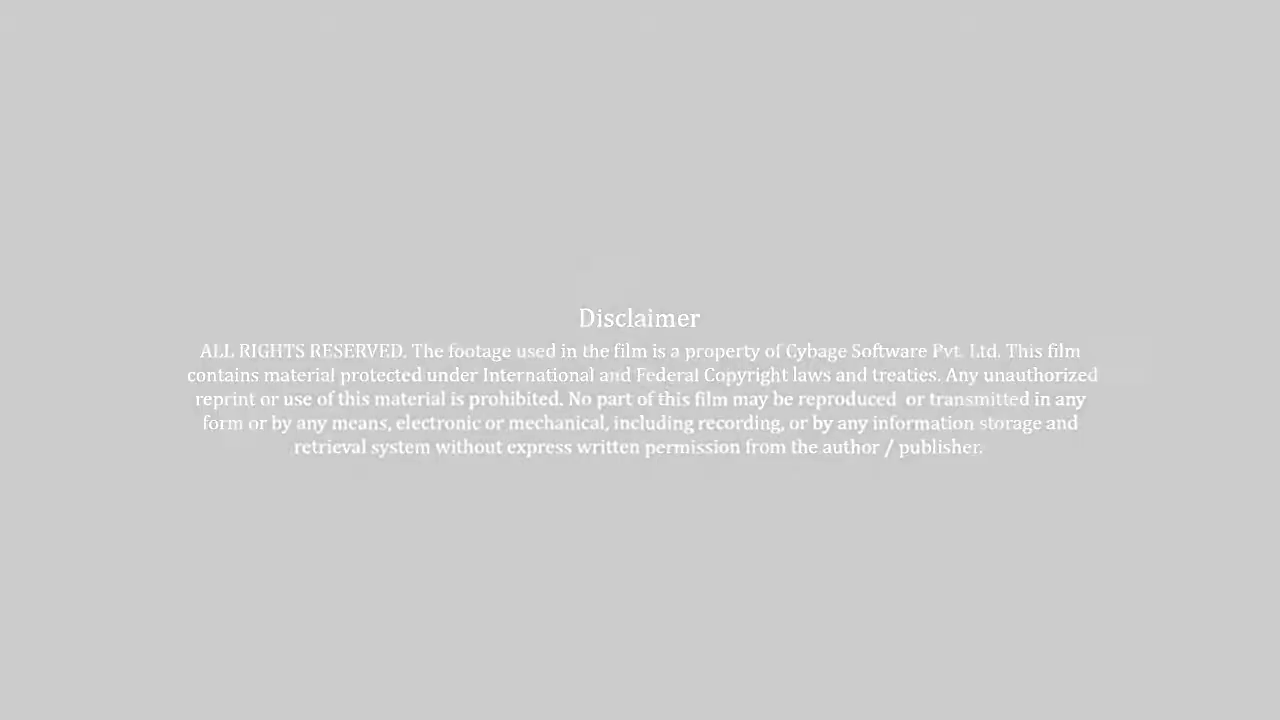 Disclaimer
ALL RIGHTS RESERVED. The footage used in the film is a property of Cybage Software Pvt. Ltd. This film
contains material protected under International and Federal Copyright laws and treaties. Any unauthorized
reprint or use of this material is prohibited. No part of this film may be reproduced or transmitted in any
form or by any means, electronic or mechanical, including recording, or by any information storage and
retrieval system without express written permission from the author / publisher.